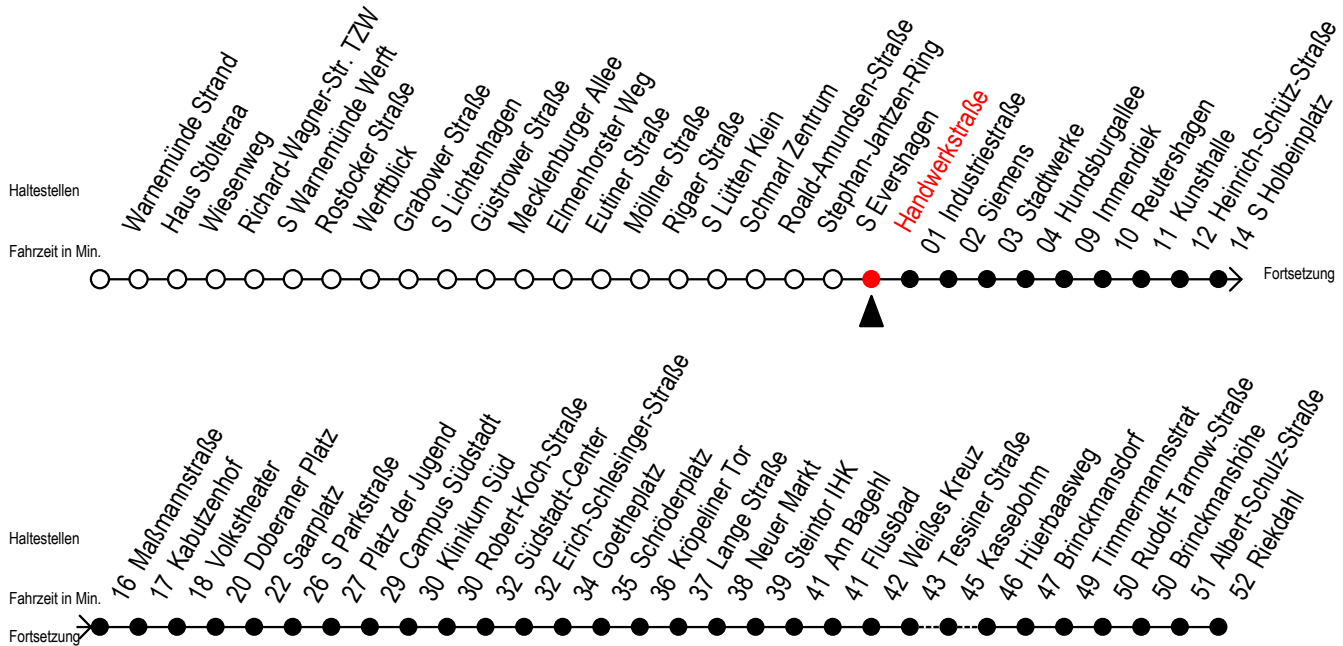 Haltestellen
Warnemünde Strand
Haus Stolteraa
Wiesenweg
Richard-Wagner-Str. TZW
S Warnemünde Werft
Rostocker Straße
Werftblick
Grabower Straße
S Lichtenhagen
Güstrower Straße
Mecklenburger Allee
Elmenhorster Weg
Eutiner Straße
Möllner Straße
Rigaer Straße
S Lütten Klein
Schmarl Zentrum
Roald-Amundsen-Straße
Stephan-Jantzen-Ring
S Evershagen
Handwerkstraße
01 Industriestraße
02 Siemens
03 Stadtwerke
04 Hundsburgallee
09 Immendiek
10 Reutershagen
11 Kunsthalle
12 Heinrich-Schütz-Straße
14 S Holbeinplatz
Fahrzeit in Min.
Fortsetzung
Haltestellen
16 Maßmannstraße
17 Kabutzenhof
18 Volkstheater
20 Doberaner Platz
22 Saarplatz
26 S Parkstraße
27 Platz der Jugend
29 Campus Südstadt
30 Klinikum Süd
30 Robert-Koch-Straße
32 Südstadt-Center
32 Erich-Schlesinger-Straße
34 Goetheplatz
35 Schröderplatz
36 Kröpeliner Tor
37 Lange Straße
38 Neuer Markt
39 Steintor IHK
41 Am Bagehl
41 Flussbad
42 Weißes Kreuz
43 Tessiner Straße
45 Kassebohm
46 Hüerbaasweg
47 Brinckmansdorf
49 Timmermannsstrat
50 Rudolf-Tarnow-Straße
50 Brinckmanshöhe
51 Albert-Schulz-Straße
52 Riekdahl
Fahrzeit in Min.
Fortsetzung